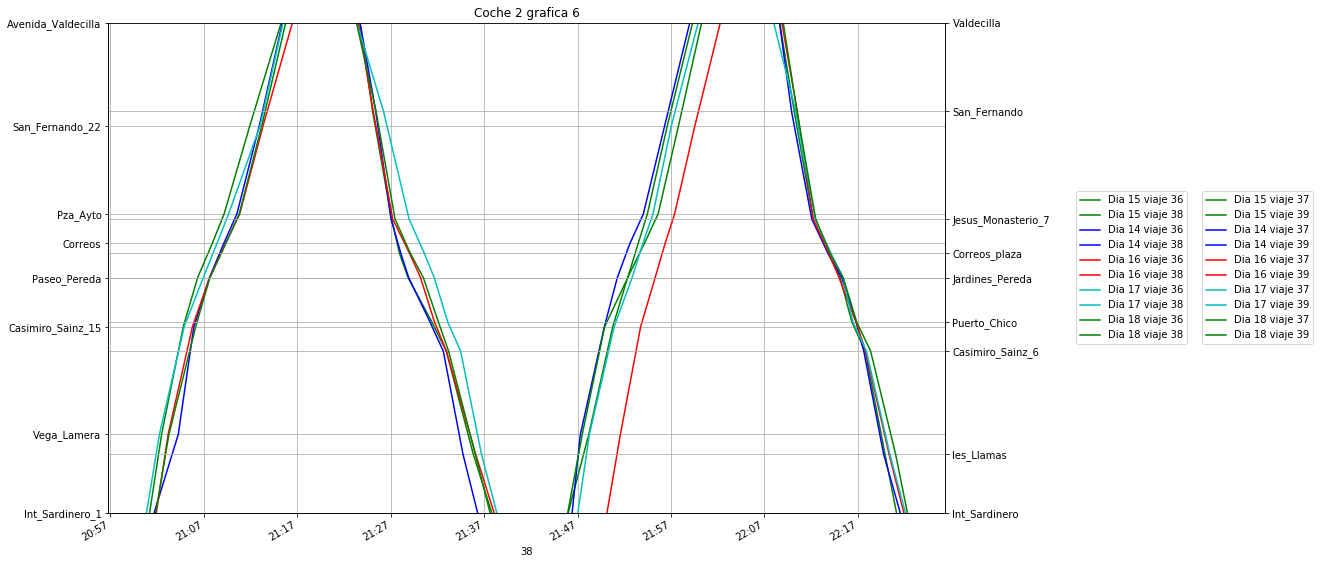 Coche 2 grafica 6
Avenida_Valdecilla
San_Fernando_22
Pza_Ayto
Correos
Paseo_Pereda
Casimiro_Sainz_15
Vega_Lamera
Int_Sardinero_1
Valdecilla
San_Fernando
Jesus_Monasterio_7
Correos_plaza
Jardines_Pereda
Puerto_Chico
Casimiro_Sainz_6
Ies_Llamas
Int_Sardinero
20:57
21:07
21:17
21:27
21:37
21:47
21:57
22:07
22:17
38
Dia 15 viaje 36
Dia 15 viaje 38
Dia 14 viaje 36
Dia 14 viaje 38
Dia 16 viaje 36
Dia 16 viaje 38
Dia 17 viaje 36
Dia 17 viaje 38
Dia 18 viaje 36
Dia 18 viaje 38
Dia 15 viaje 37
Dia 15 viaje 39
Dia 14 viaje 37
Dia 14 viaje 39
Dia 16 viaje 37
Dia 16 viaje 39
Dia 17 viaje 37
Dia 17 viaje 39
Dia 18 viaje 37
Dia 18 viaje 39